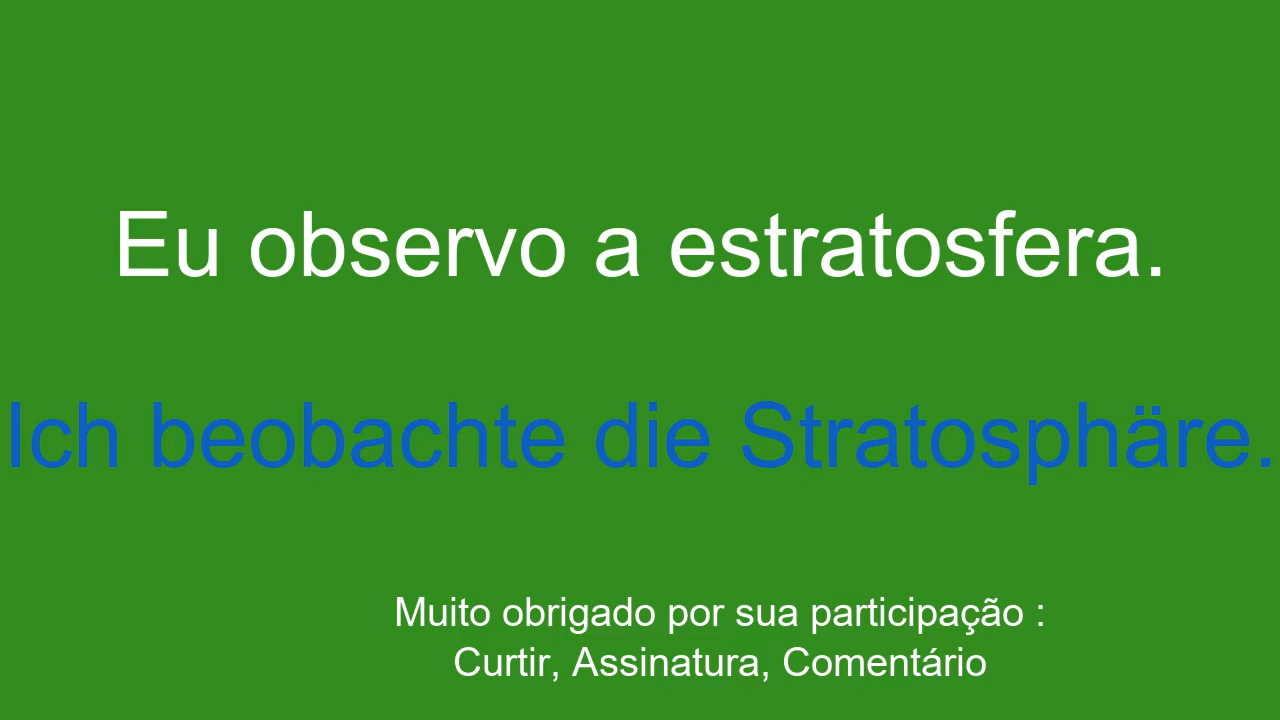 Eu observo a estratosfera.
Ich beobachte die Stratosphäre.
Muito obrigado por sua participação :
Curtir, Assinatura, Comentário